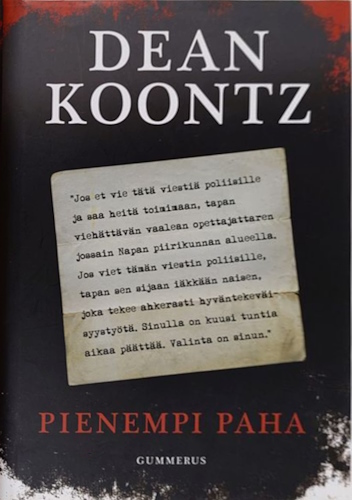 DEAN
KOONTZ
"Jos et vie tätä viestiä poliisille
ja saa heitä toimimaan, tapan
viehättävän vaalean opettajattaren
jossain Napan piirikunnan alueella.
Jos viet tämän viestin poliisille,
tapan sen sijaan iäkkään naisen,
joka tekee ahkerasti hyväntekeväi-
syystyötä. Sinulla on kuusi tuntia
aikaa päättää. Valinta on sinun."
PIENEMPI PAHA
GUMMERUS